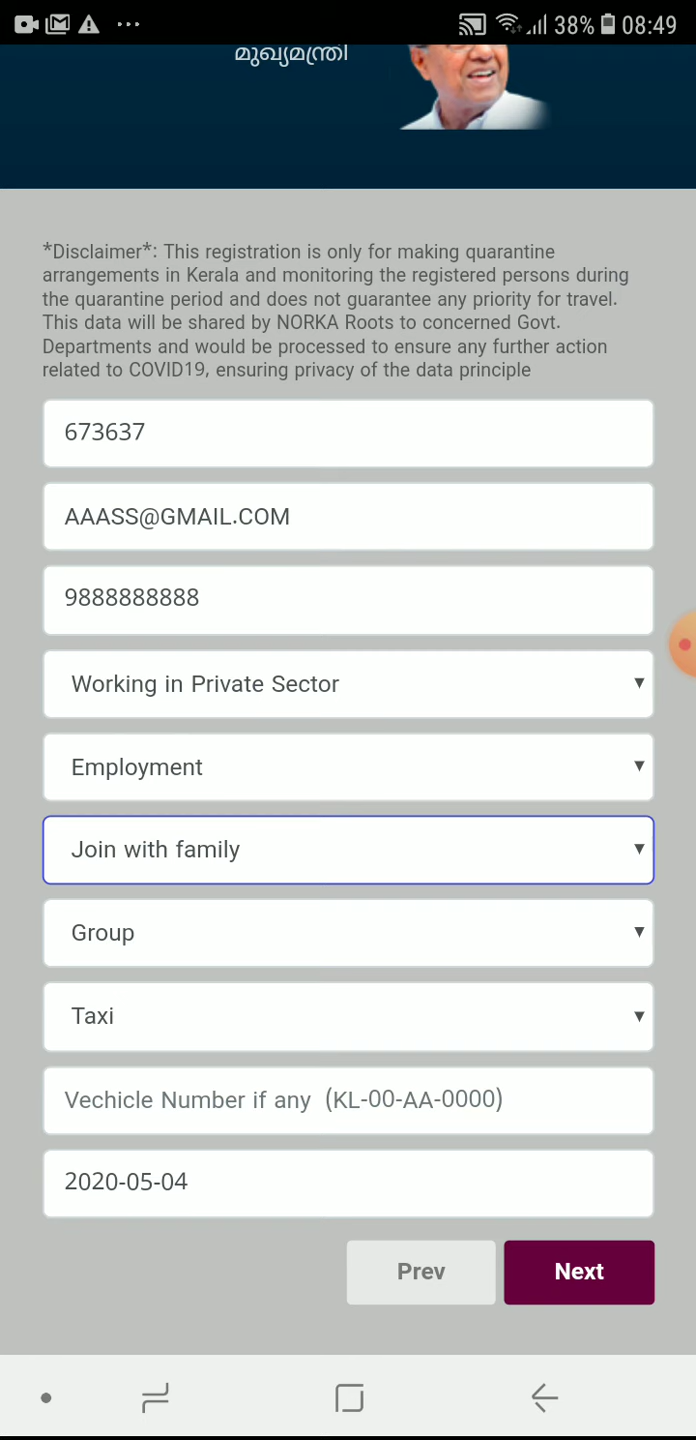 38% 08:49
മുഖ്യമന്ത്രി
*Disclaimer*: This registration is only for making quarantine
arrangements in Kerala and monitoring the registered persons during
the quarantine period and does not guarantee any priority for travel.
This data will be shared by NORKA Roots to concerned Govt.
Departments and would be processed to ensure any further action
related to COVID19, ensuring privacy of the data principle
673637
AAASS@GMAIL.COM
9888888888
Working in Private Sector
Employment
Join with family
Group
Taxi
Vechicle Number if any (KL-00-AA-0000)
2020-05-04
Prev Next